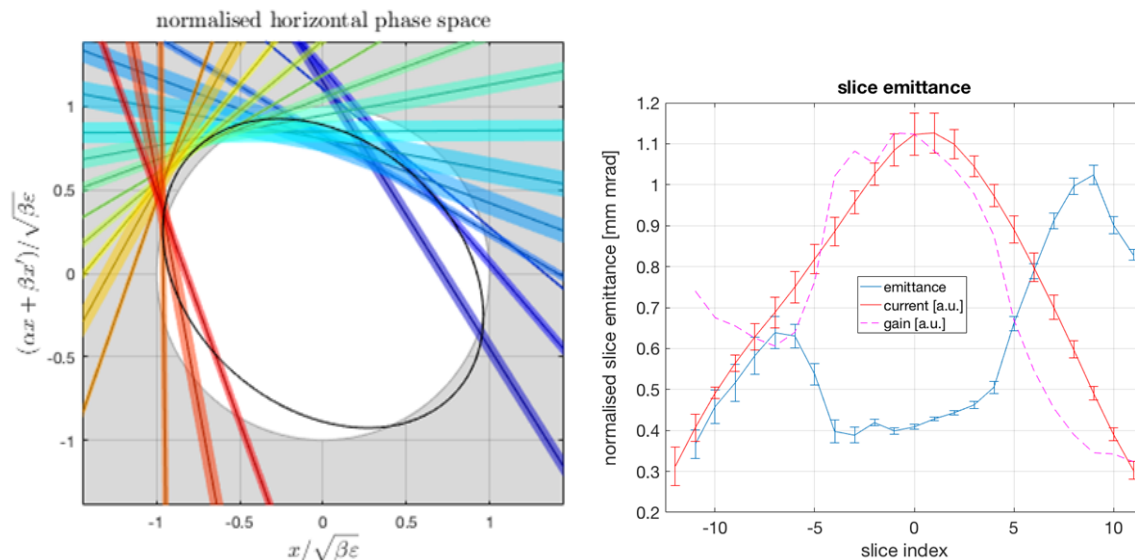 normalised horizontal phase space
(αx + βx′)/√βε
1
0.5
0
-0.5
-1
-1
-0.5
0
0.5
1
x/√βε
slice emittance
normalised slice emittance [mm mrad]
1.2
1.1
1
0.9
0.8
0.7
0.6
0.5
0.4
0.3
0.2
emittance
current [a.u.]
gain [a.u.]
-10
-5
0
5
10
slice index